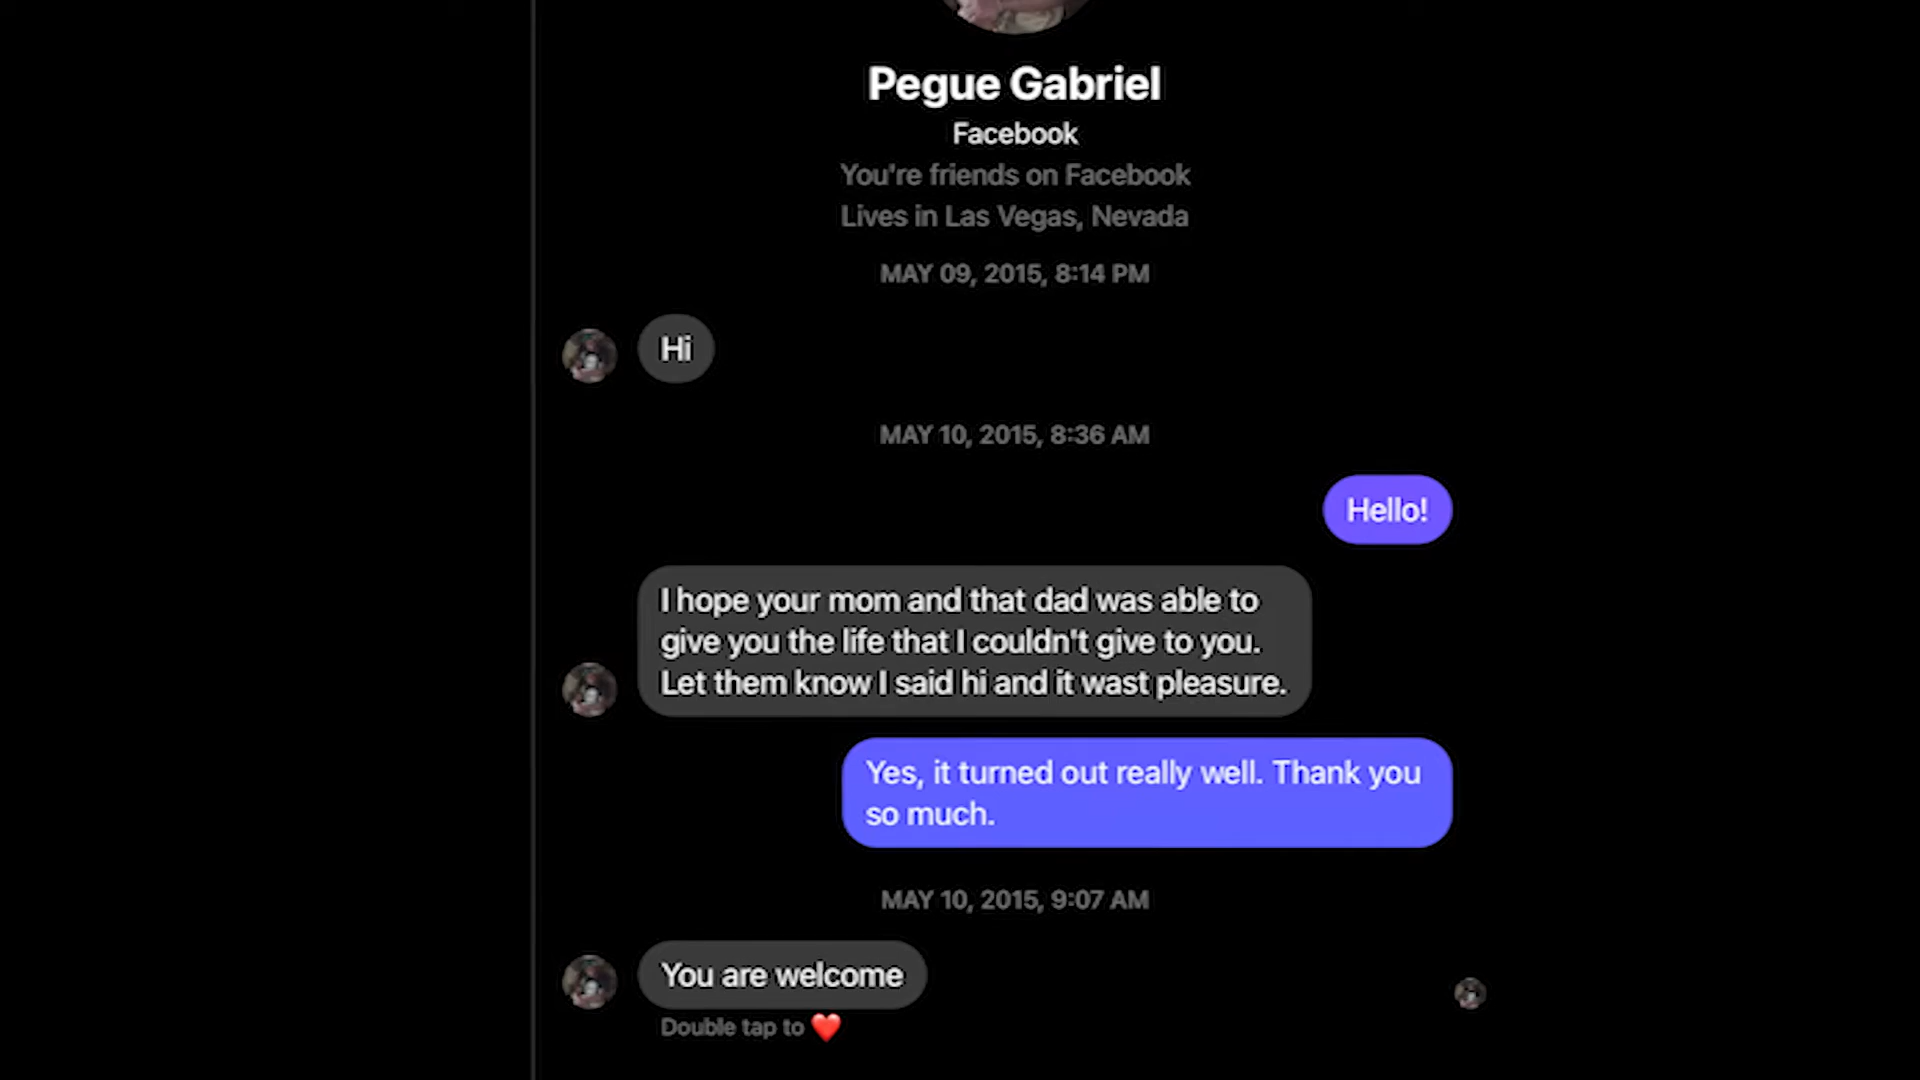 Pegue Gabriel
Facebook
You're friends on Facebook
Lives in Las Vegas, Nevada
MAY 09, 2015, 8:14 PM
Hi
MAY 10, 2015, 8:36 AM
Hello!
I hope your mom and that dad was able to
give you the life that I couldn't give to you.
Let them know I said hi and it wast pleasure.
Yes, it turned out really well. Thank you
so much.
MAY 10, 2015, 9:07 AM
You are welcome
Double tap to ❤️